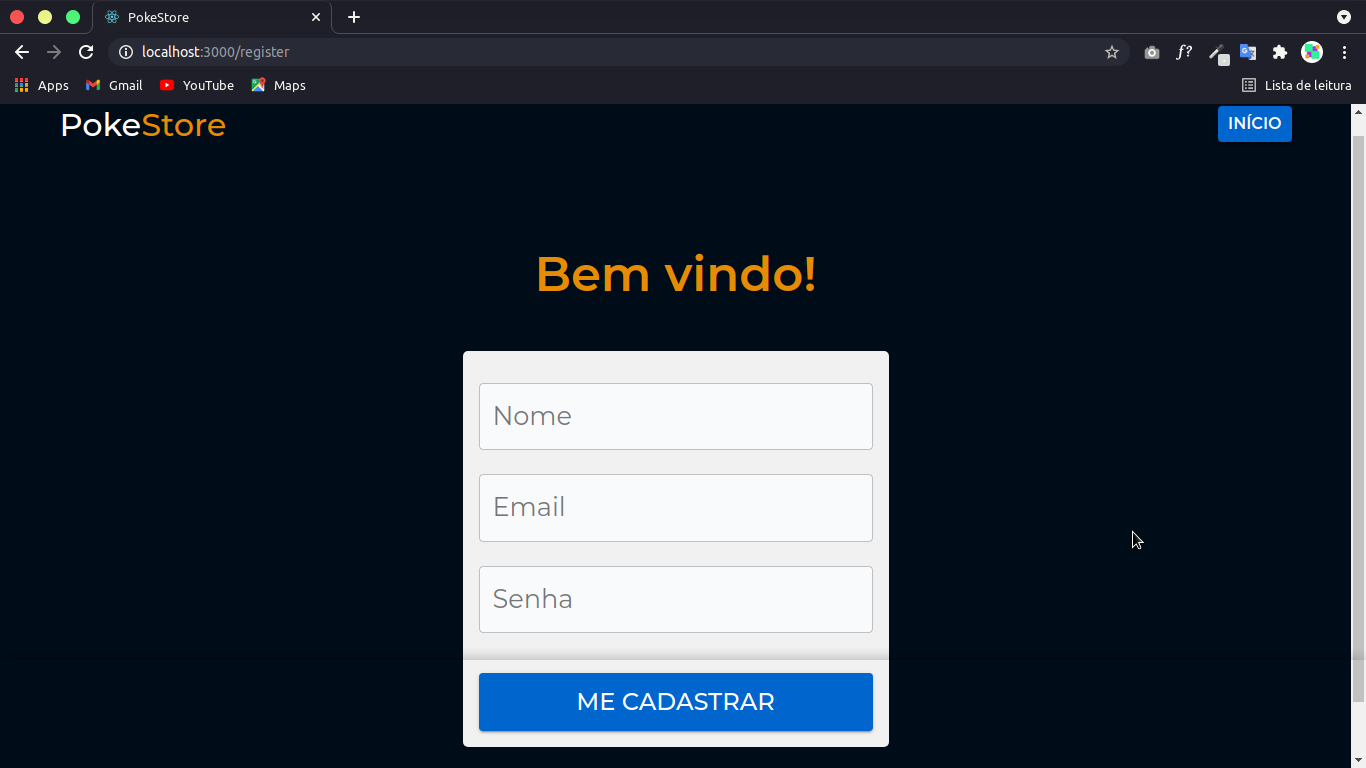 PokeStore
localhost:3000/register
f?
Apps
Gmail
YouTube
Maps
Lista de leitura
PokeStore
INÍCIO
Bem vindo!
Nome
Email
Senha
ME CADASTRAR